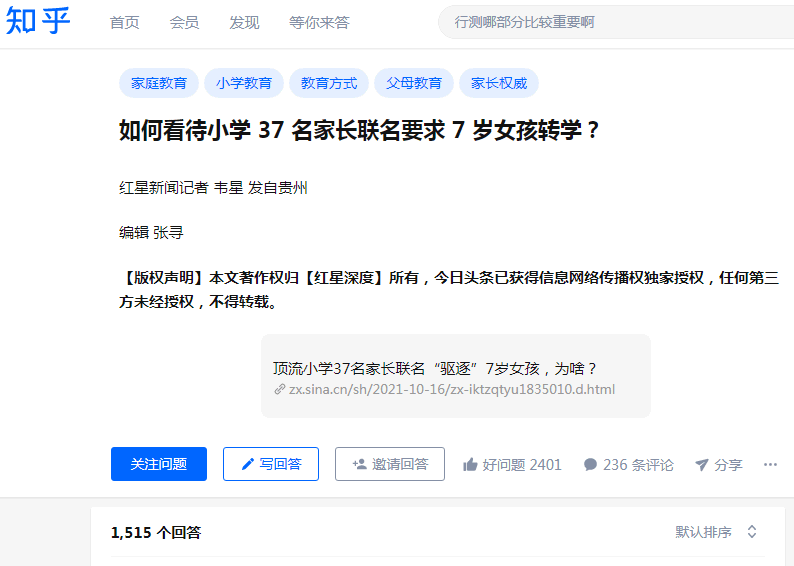 知乎 首页 会员 发现 等你来答 行测哪部分比较重要啊
家庭教育 小学教育 教育方式 父母教育 家长权威
如何看待小学 37 名家长联名要求 7 岁女孩转学？
红星新闻记者 韦星 发自贵州
编辑 张寻
【版权声明】本文著作权归【红星深度】所有，今日头条已获得信息网络传播权独家授权，任何第三
方未经授权，不得转载。
顶流小学37名家长联名“驱逐”7岁女孩，为啥？
zx.sina.cn/sh/2021-10-16/zx-iktzqtyu1835010.d.html
关注问题 写回答 邀请回答 好问题 2401 236 条评论 分享 ···
1,515 个回答 默认排序